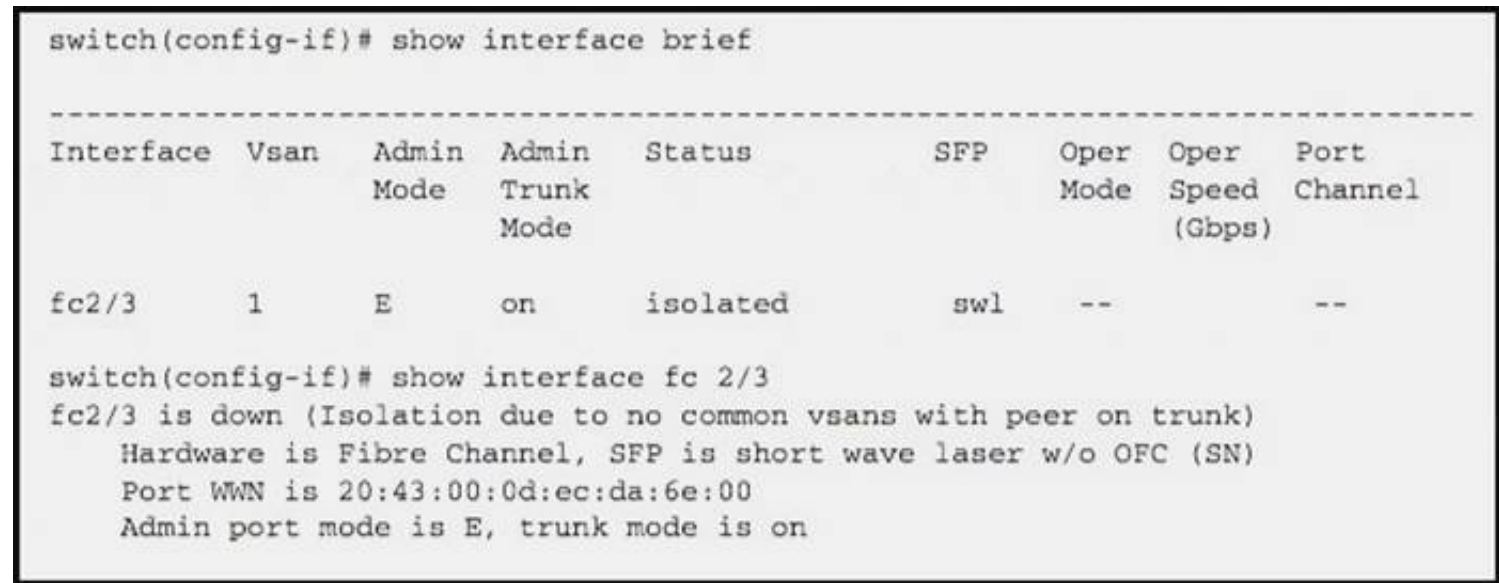 switch(config-if)# show interface brief
-------------------------------------------------------------------------------
Interface  Vsan   Admin  Admin   Status          SFP    Oper  Oper   Port
                  Mode   Trunk                          Mode  Speed  Channel
                         Mode                                 (Gbps)
fc2/3      1      E      on      isolated         swl    --           --
switch(config-if)# show interface fc 2/3
fc2/3 is down (Isolation due to no common vsans with peer on trunk)
    Hardware is Fibre Channel, SFP is short wave laser w/o OFC (SN)
    Port WWN is 20:43:00:0d:ec:da:6e:00
    Admin port mode is E, trunk mode is on